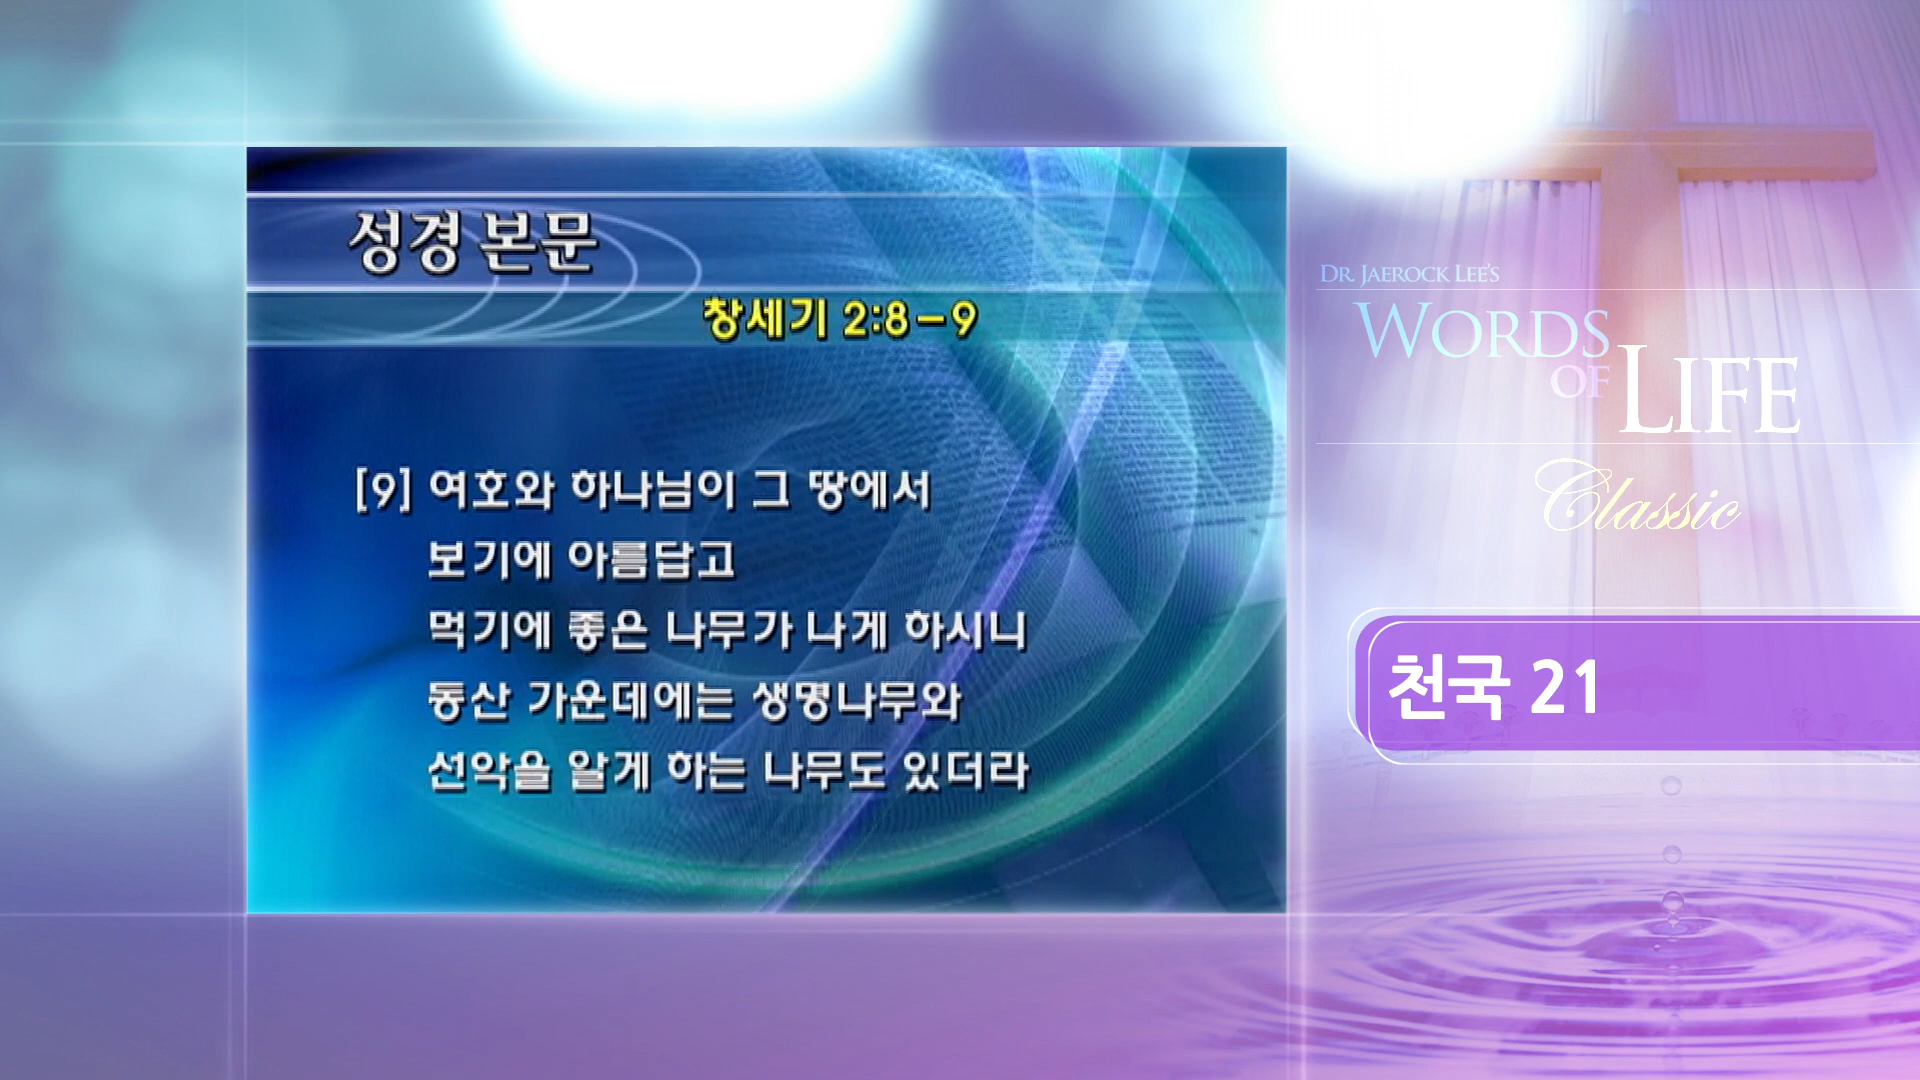 성경 본문
창세기 2:8-9
[9] 여호와 하나님이 그 땅에서
보기에 아름답고
먹기에 좋은 나무가 나게 하시니
동산 가운데에는 생명나무와
선악을 알게 하는 나무도 있더라
DR. JAEROCK LEE'S
WORDS
OF LIFE
Classic
천국 21